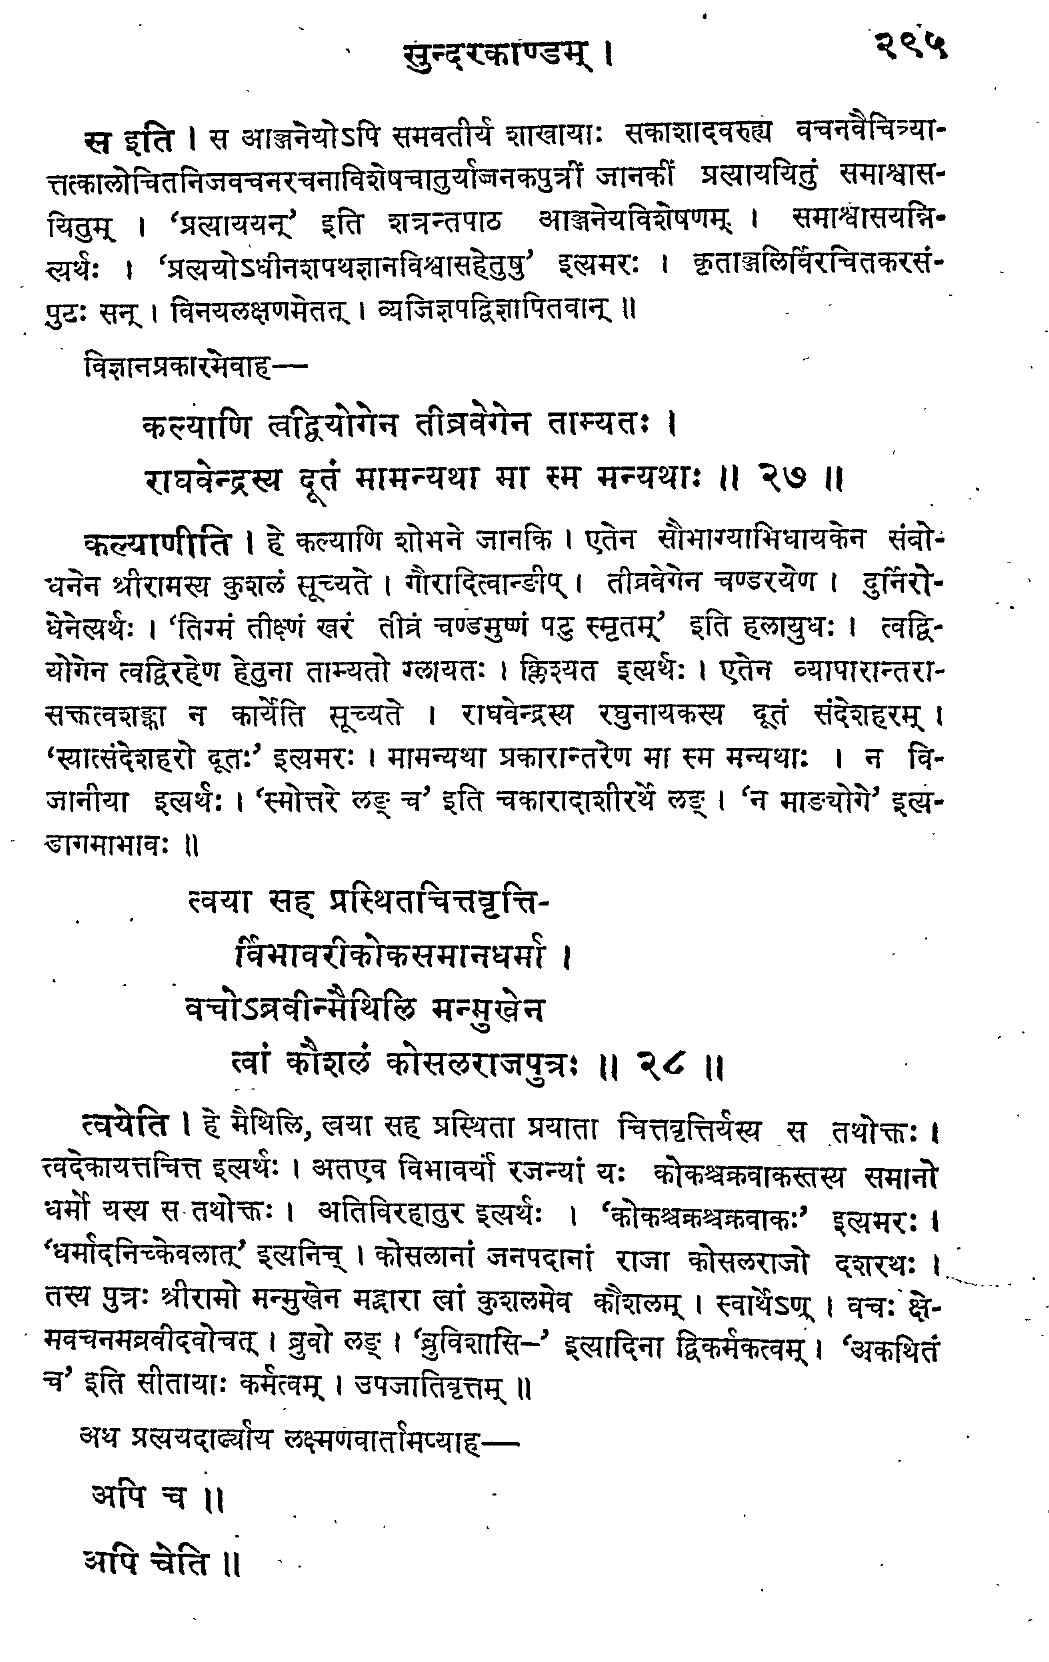 सुन्दरकाण्डम् । २९५
स इति । स आञ्जनेयोऽपि समवतीर्य शाखायाः सकाशादवरुह्य वचनवैचित्र्या-
त्तत्कालोचितनिजवचनरचनाविशेषचातुर्याज्जनकपुत्रीं जानकीं प्रत्याययितुं समाश्वास-
यितुम् । ‘प्रत्याययन्’ इति शत्रन्तपाठ आञ्जनेयविशेषणम् । समाश्वासयन्नि-
त्यर्थः । ‘प्रत्ययोऽधीनशपथज्ञानविश्वासहेतुषु’ इत्यमरः । कृताञ्जलिर्विरचितकरसं-
पुटः सन् । विनयलक्षणमेतत् । व्यजिज्ञपद्विज्ञापितवान् ॥
विज्ञानप्रकारमेवाह—
कल्याणि त्वद्वियोगेन तीव्रवेगेन ताम्यतः ।
राघवेन्द्रस्य दूतं मामन्यथा मा स्म मन्यथाः ॥ २७ ॥
कल्याणीति । हे कल्याणि शोभने जानकि । एतेन सौभाग्याभिधायकेन संबो-
धनेन श्रीरामस्य कुशलं सूच्यते । गौरादित्वान्ङीप् । तीव्रवेगेन चण्डरयेण । दुर्निरो-
धेनेत्यर्थः । ‘तिग्मं तीक्ष्णं खरं तीव्रं चण्डमुष्णं पटु स्मृतम्’ इति हलायुधः । त्वद्वि-
योगेन त्वद्विरहेण हेतुना ताम्यतो ग्लायतः । क्लिश्यत इत्यर्थः । एतेन व्यापारान्तरा-
सक्तत्वशङ्का न कार्येति सूच्यते । राघवेन्द्रस्य रघुनायकस्य दूतं संदेशहरम् ।
‘स्यात्संदेशहरो दूतः’ इत्यमरः । मामन्यथा प्रकारान्तरेण मा स्म मन्यथाः । न वि-
जानीया इत्यर्थः । ‘स्मोत्तरे लङ् च’ इति चकारादाशीरर्थे लङ् । ‘न माङ्योगे’ इत्य-
डागमाभावः ॥
त्वया सह प्रस्थितचित्तवृत्ति-
र्विभावरीकोकसमानधर्मा ।
वचोऽब्रवीन्मैथिलि मन्मुखेन
त्वां कौशलं कोसलराजपुत्रः ॥ २८ ॥
त्वयेति । हे मैथिलि, त्वया सह प्रस्थिता प्रयाता चित्तवृत्तिर्यस्य स तथोक्तः ।
त्वदेकायत्तचित्त इत्यर्थः । अतएव विभावर्यां रजन्यां यः कोकश्चक्रवाकस्तस्य समानो
धर्मो यस्य स तथोक्तः । अतिविरहातुर इत्यर्थः । ‘कोकश्चक्रश्चक्रवाकः’ इत्यमरः ।
‘धर्मादनिच्केवलात्’ इत्यनिच् । कोसलानां जनपदानां राजा कोसलराजो दशरथः ।
तस्य पुत्रः श्रीरामो मन्मुखेन मद्द्वारा त्वां कुशलमेव कौशलम् । स्वार्थेऽण् । वचः क्षे-
मवचनमब्रवीदवोचत् । ब्रुवो लङ् । ‘ब्रुविशासि—’ इत्यादिना द्विकर्मकत्वम् । ‘अकथितं
च’ इति सीतायाः कर्मत्वम् । उपजातिवृत्तम् ॥
अथ प्रत्ययदार्ढ्याय लक्ष्मणवार्तामप्याह—
अपि च ॥
अपि चेति ॥